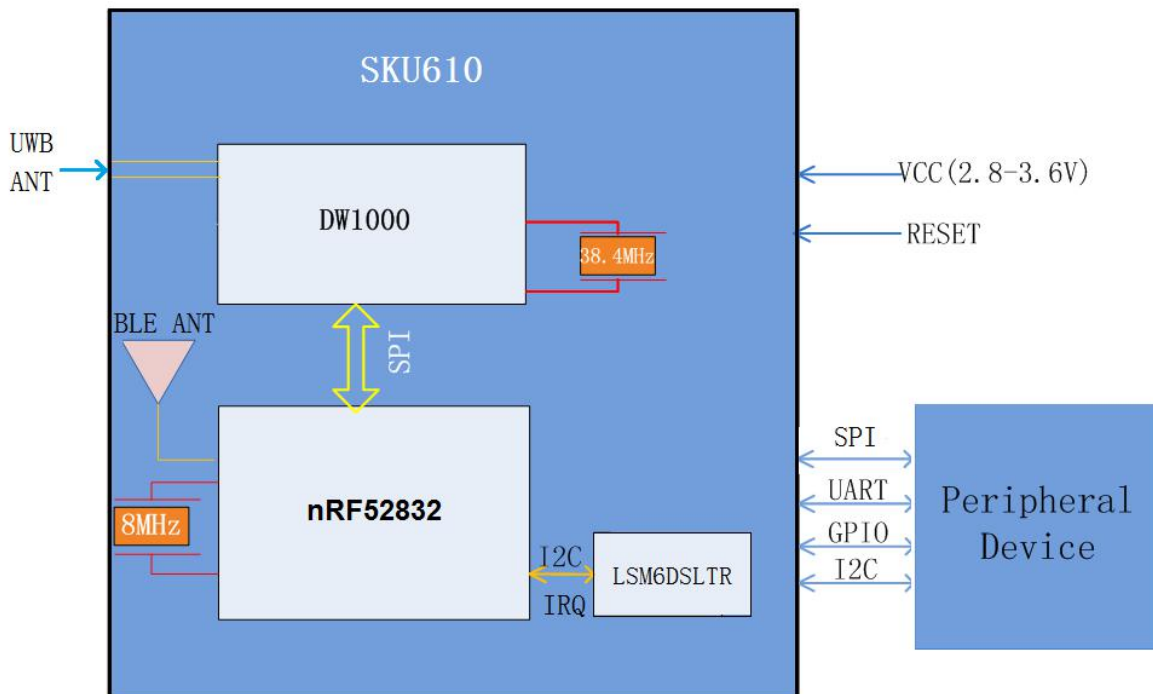 SKU610
UWB
ANT
DW1000
38.4MHz
VCC(2.8-3.6V)
RESET
BLE ANT
SPI
nRF52832
8MHz
I2C
IRQ
LSM6DSLTR
SPI
UART
GPIO
I2C
Peripheral
Device